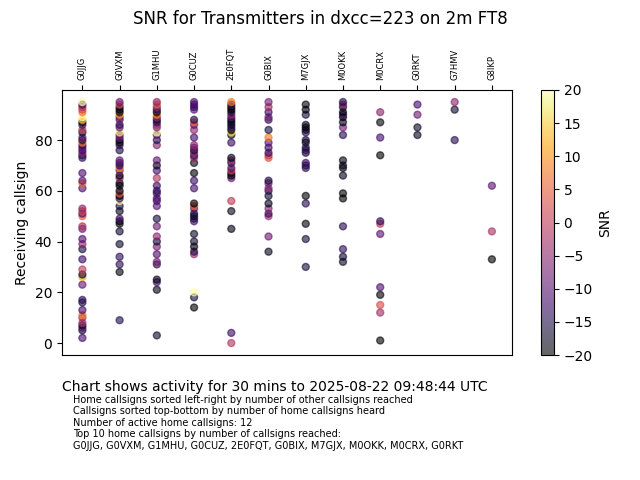 SNR for Transmitters in dxcc=223 on 2m FT8
G0JJG G0VXM G1MHU G0CUZ 2E0FQT G0BIX M7GJX M0OKK M0CRX G0RKT G7HMV G8IKP
Receiving callsign
80
60
40
20
0
20
15
10
5
0
−5
−10
−15
−20
SNR
Chart shows activity for 30 mins to 2025-08-22 09:48:44 UTC
Home callsigns sorted left-right by number of other callsigns reached
Callsigns sorted top-bottom by number of home callsigns heard
Number of active home callsigns: 12
Top 10 home callsigns by number of callsigns reached:
G0JJG, G0VXM, G1MHU, G0CUZ, 2E0FQT, G0BIX, M7GJX, M0OKK, M0CRX, G0RKT